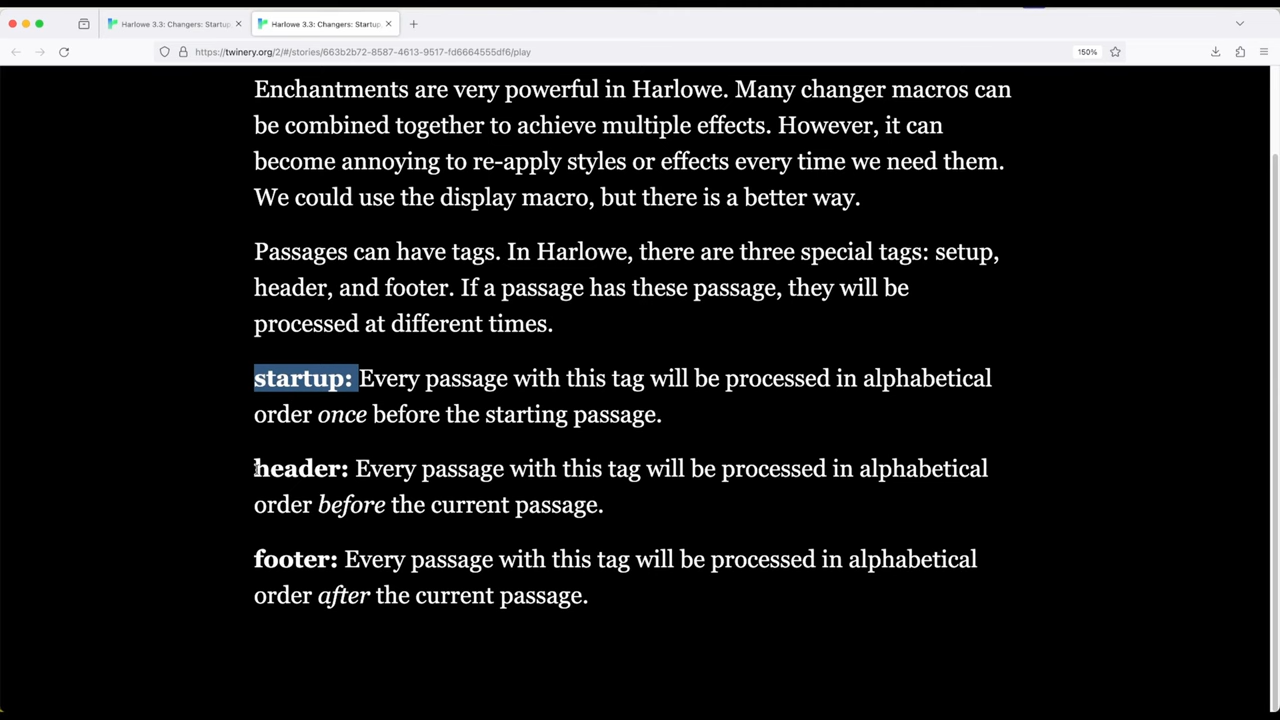 Harlowe 3.3: Changers: Startup
Harlowe 3.3: Changers: Startup
https://twinery.org/2/#/stories/663b2b72-8587-4613-9517-fd6664555df6/play
150%
Enchantments are very powerful in Harlowe. Many changer macros can
be combined together to achieve multiple effects. However, it can
become annoying to re-apply styles or effects every time we need them.
We could use the display macro, but there is a better way.
Passages can have tags. In Harlowe, there are three special tags: setup,
header, and footer. If a passage has these passage, they will be
processed at different times.
startup: Every passage with this tag will be processed in alphabetical
order once before the starting passage.
header: Every passage with this tag will be processed in alphabetical
order before the current passage.
footer: Every passage with this tag will be processed in alphabetical
order after the current passage.